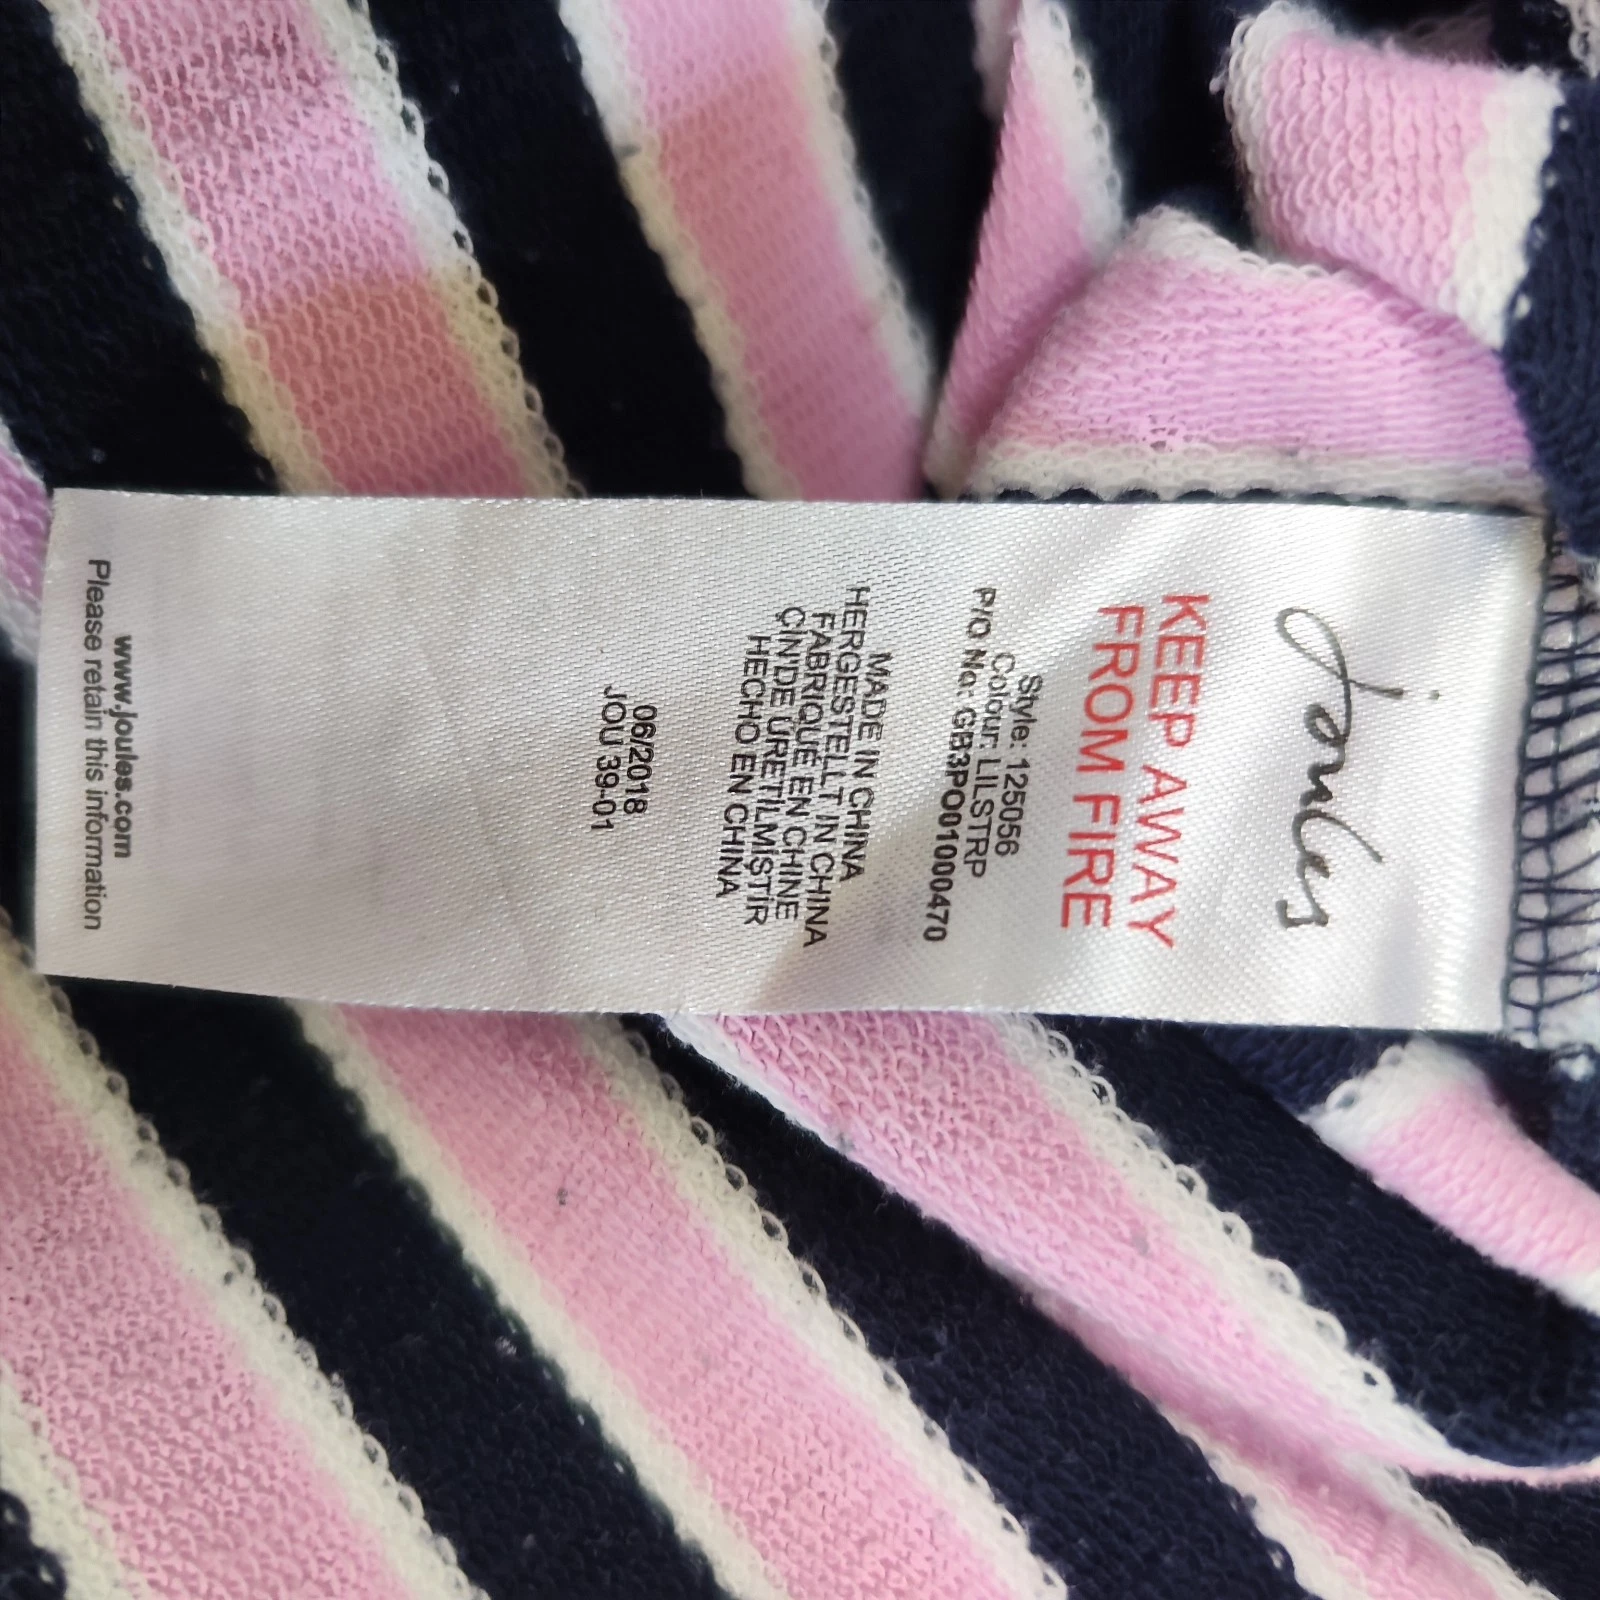 Joules
KEEP AWAY
FROM FIRE
Style: 125056
Colour: LILSTRP
P/O No: GB3PO01000470
MADE IN CHINA
HERGESTELLT IN CHINA
FABRIQUÉ EN CHINE
ÇIN'DE ÜRETİLMİŞTİR
HECHO EN CHINA
06/2018
JOU 39-01
www.joules.com
Please retain this information